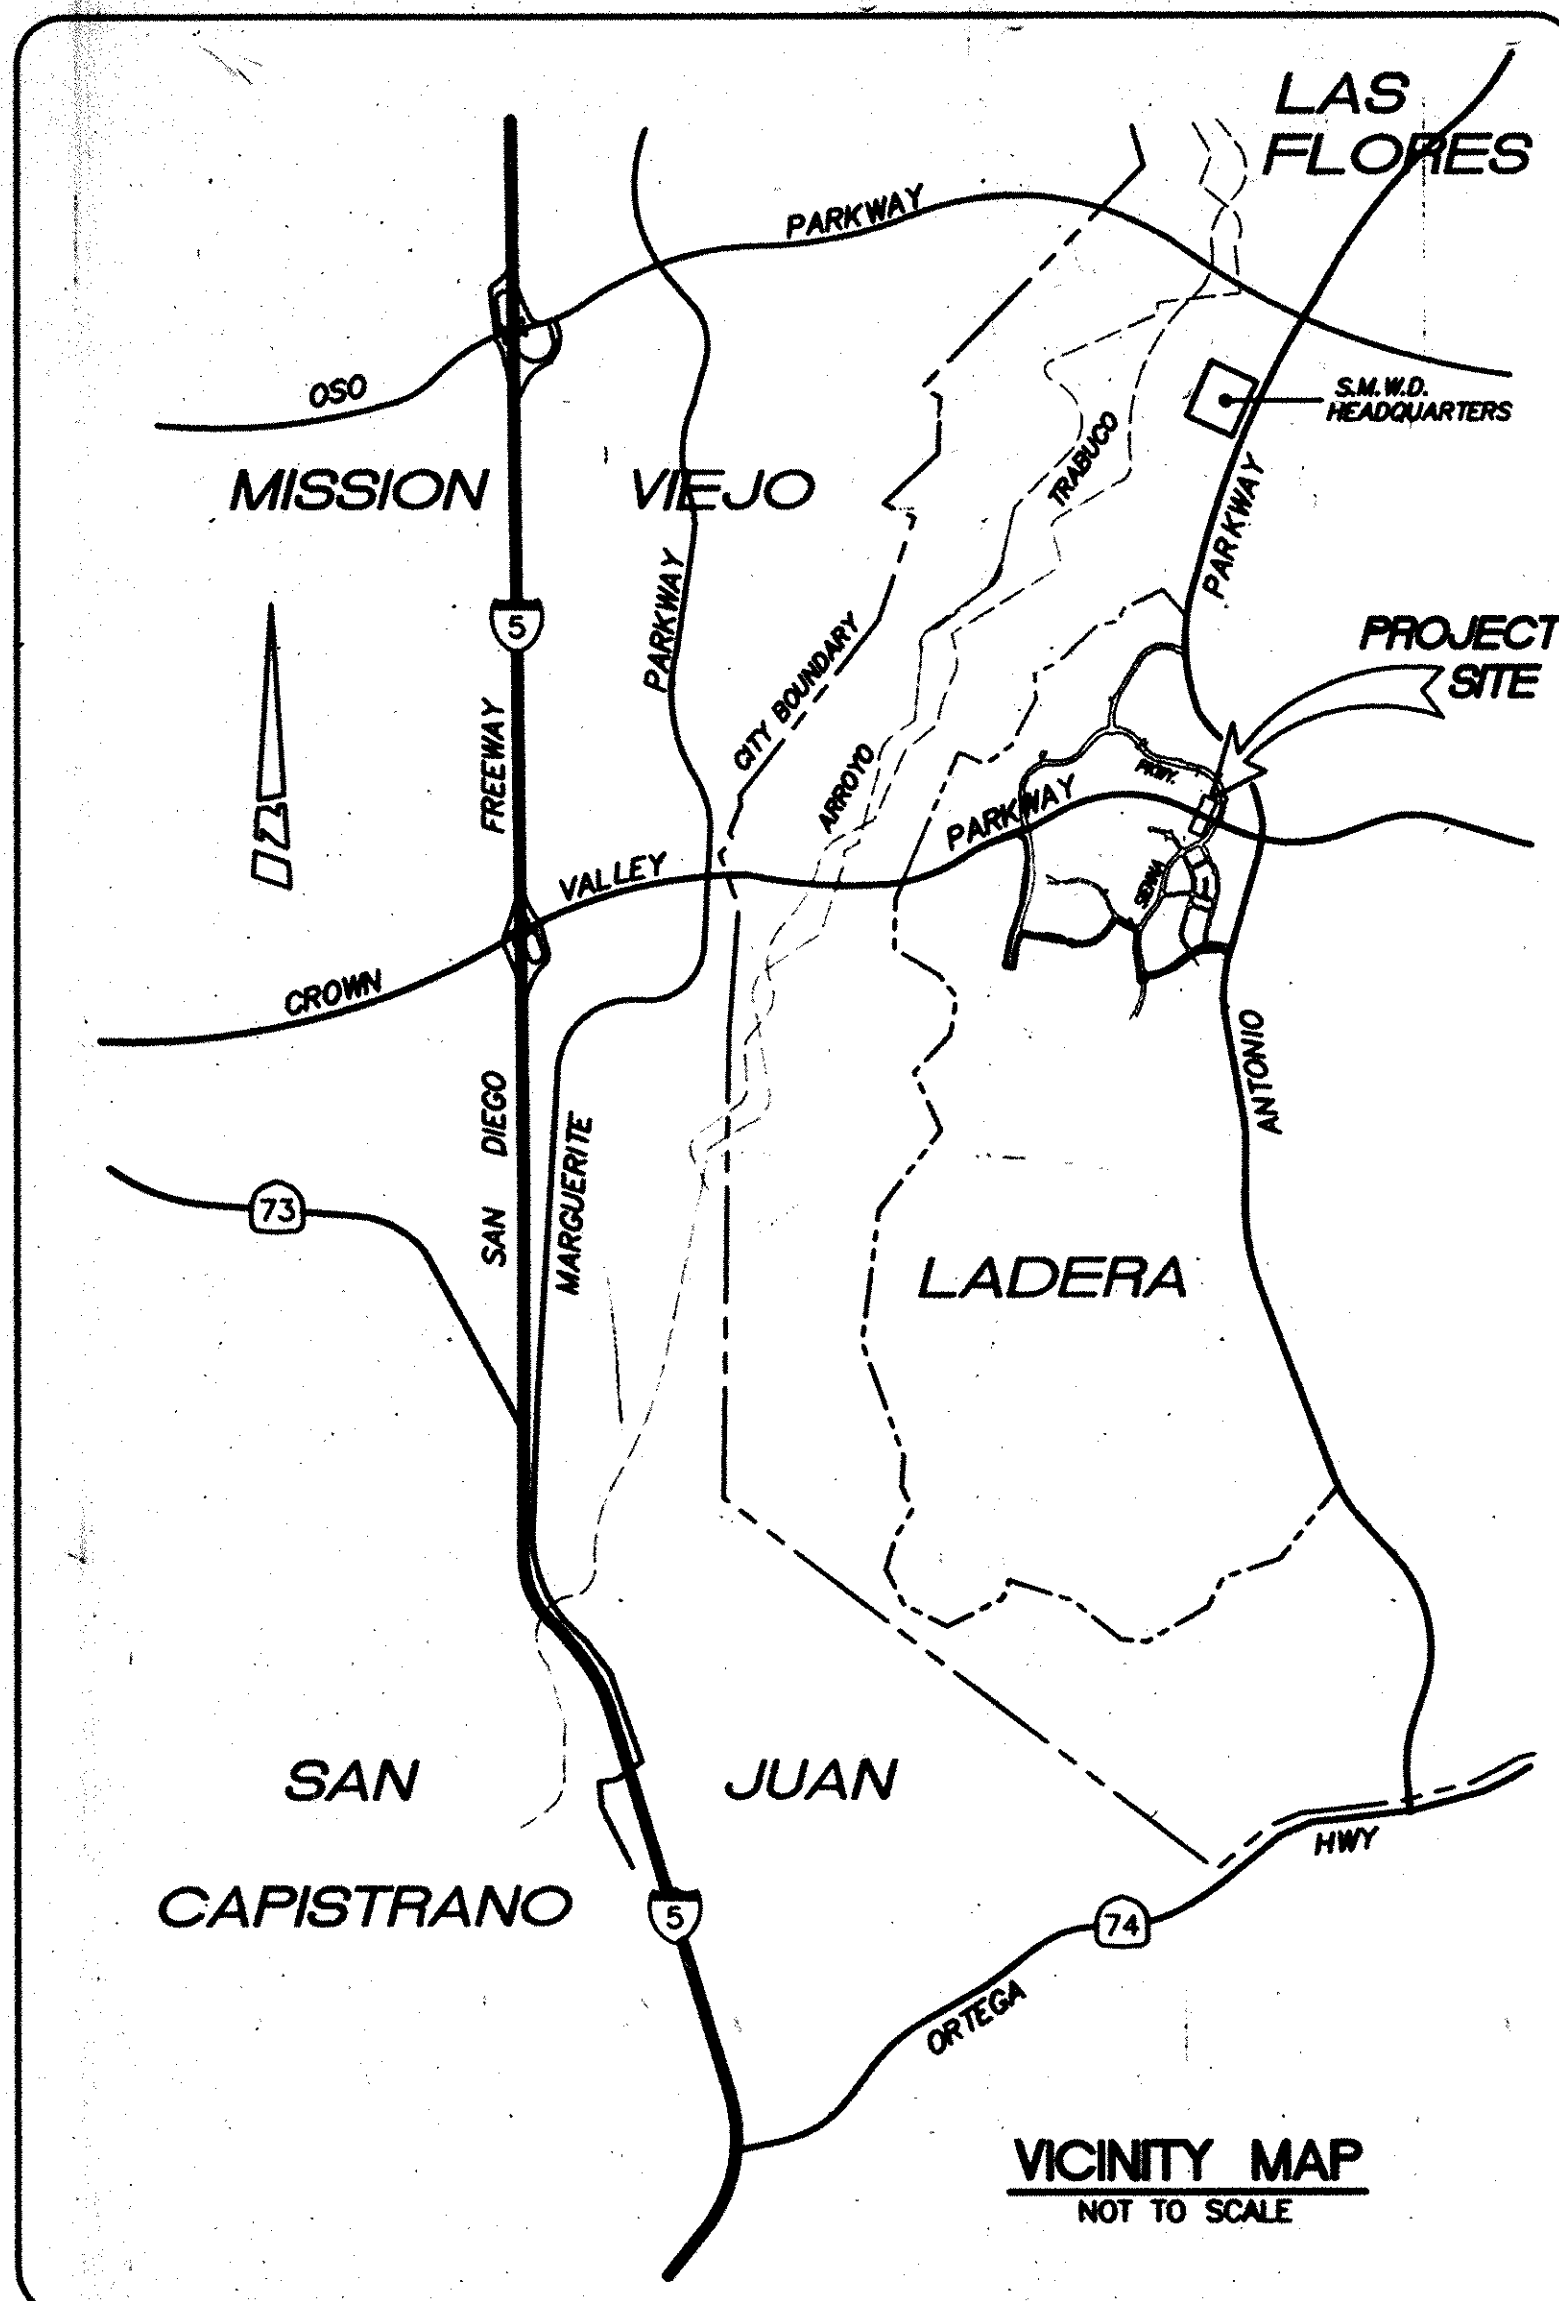 LAS
FLORES
PARKWAY
OSO
S.M.W.D.
HEADQUARTERS
MISSION VIEJO
TRABUCO
PARKWAY
5
PARKWAY
PROJECT
SITE
CITY BOUNDARY
FREEWAY
ARROYO
PKWY.
PARKWAY
N
VALLEY
SIENNA
CROWN
ANTONIO
SAN DIEGO
MARGUERITE
73
LADERA
SAN JUAN
CAPISTRANO
HWY
5
74
ORTEGA
VICINITY MAP
NOT TO SCALE